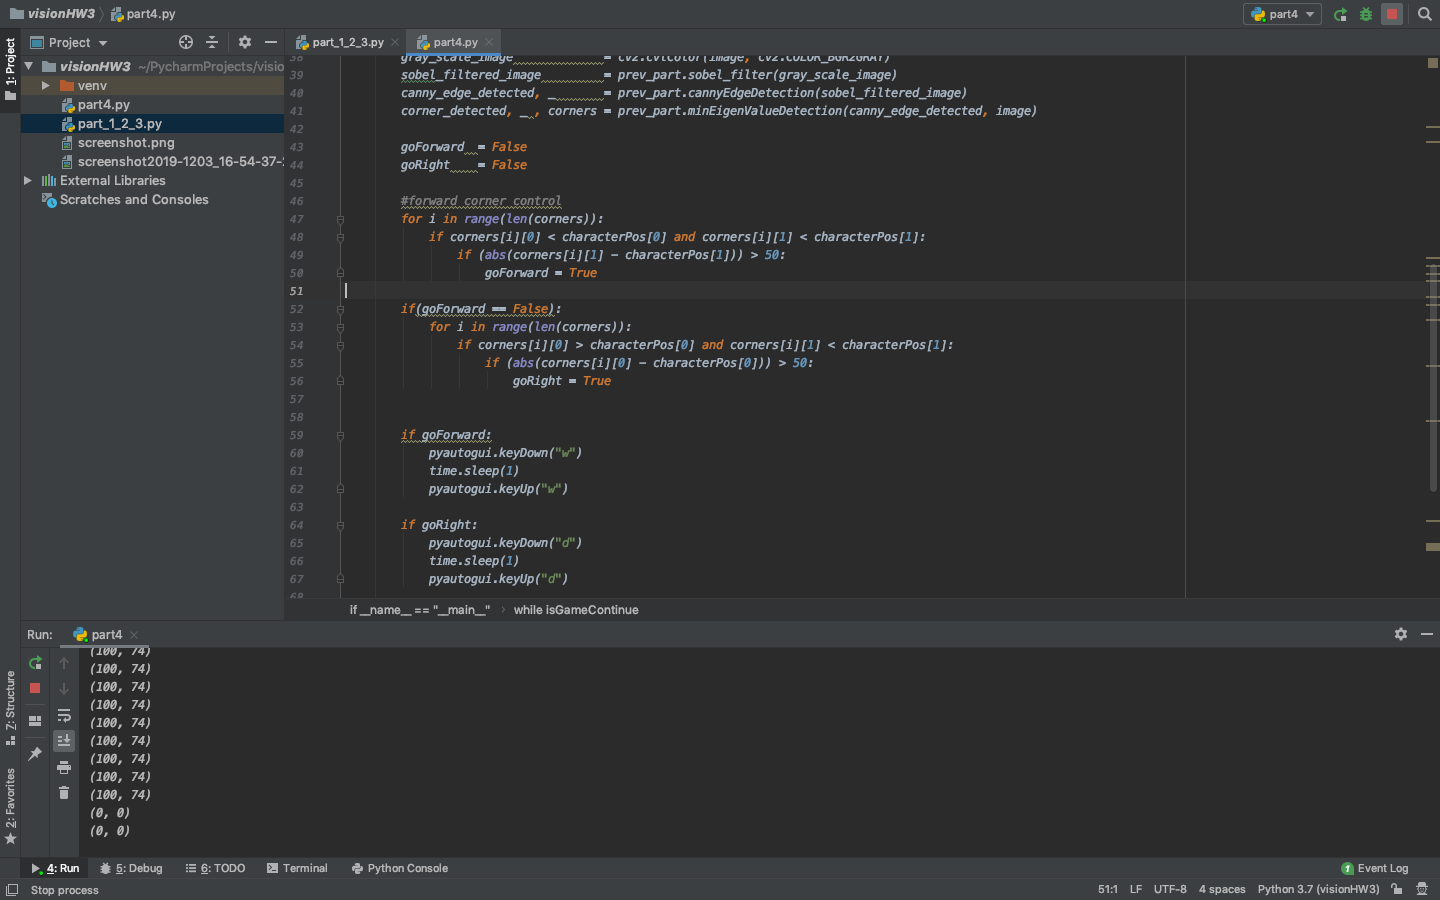 visionHW3 part4.py
part4
1: Project
Project
part_1_2_3.py
part4.py
visionHW3 ~/PycharmProjects/visio
venv
part4.py
part_1_2_3.py
screenshot.png
screenshot2019-1203_16-54-37-
External Libraries
Scratches and Consoles
38 gray_scale_image = cv2.cvtColor(image, cv2.COLOR_BGR2GRAY)
39 sobel_filtered_image = prev_part.sobel_filter(gray_scale_image)
40 canny_edge_detected, _ = prev_part.cannyEdgeDetection(sobel_filtered_image)
41 corner_detected, _ , corners = prev_part.minEigenValueDetection(canny_edge_detected, image)
42
43 goForward = False
44 goRight = False
45
46 #forward corner control
47 for i in range(len(corners)):
48 if corners[i][0] < characterPos[0] and corners[i][1] < characterPos[1]:
49 if (abs(corners[i][1] - characterPos[1])) > 50:
50 goForward = True
51
52 if(goForward == False):
53 for i in range(len(corners)):
54 if corners[i][0] > characterPos[0] and corners[i][1] < characterPos[1]:
55 if (abs(corners[i][0] - characterPos[0])) > 50:
56 goRight = True
57
58
59 if goForward:
60 pyautogui.keyDown("w")
61 time.sleep(1)
62 pyautogui.keyUp("w")
63
64 if goRight:
65 pyautogui.keyDown("d")
66 time.sleep(1)
67 pyautogui.keyUp("d")
68
if __name__ == "__main__" › while isGameContinue
Run: part4
(100, 74)
(100, 74)
(100, 74)
(100, 74)
(100, 74)
(100, 74)
(100, 74)
(100, 74)
(100, 74)
(0, 0)
(0, 0)
Z: Structure
2: Favorites
4: Run 5: Debug 6: TODO Terminal Python Console 1 Event Log
Stop process 51:1 LF UTF-8 4 spaces Python 3.7 (visionHW3)